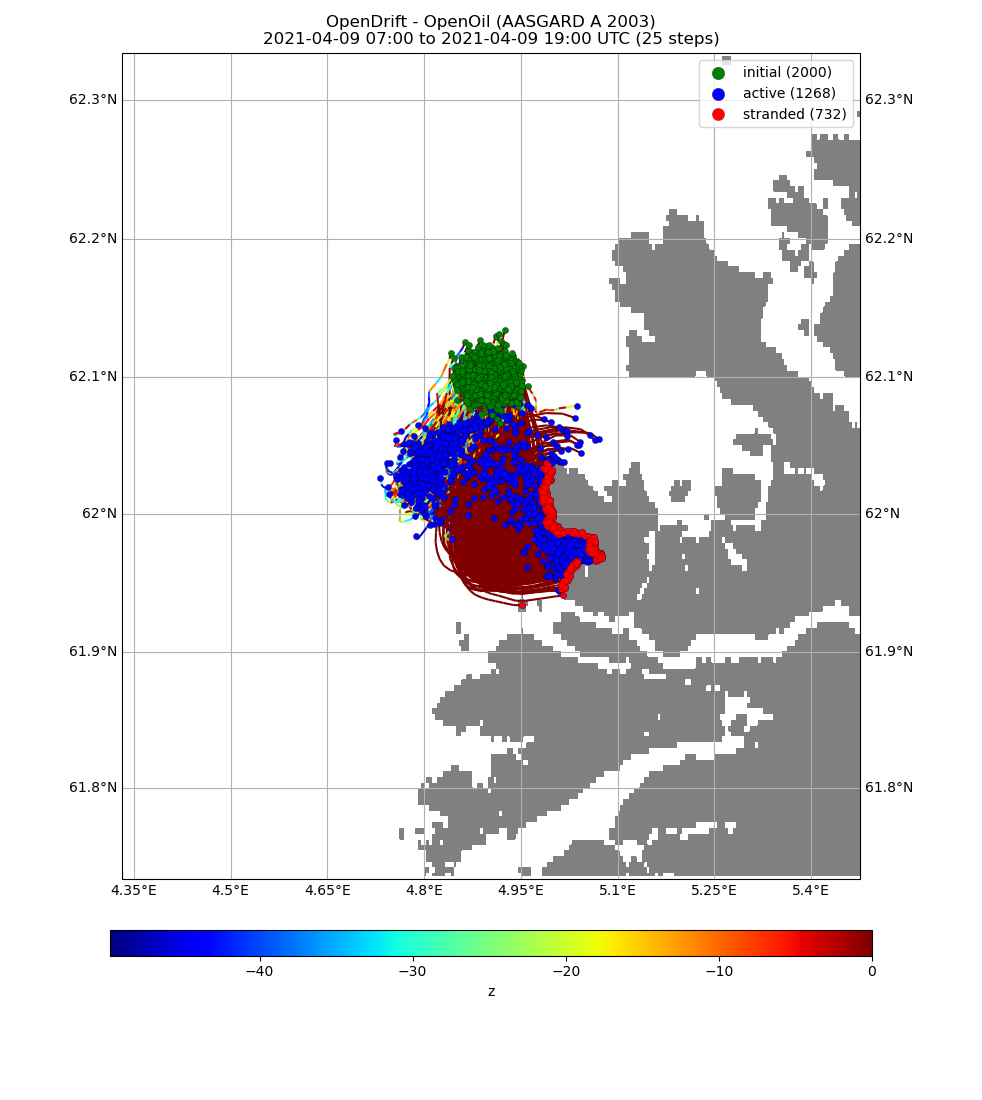 OpenDrift - OpenOil (AASGARD A 2003)
2021-04-09 07:00 to 2021-04-09 19:00 UTC (25 steps)
initial (2000)
active (1268)
stranded (732)
62.3°N 62.3°N
62.2°N 62.2°N
62.1°N 62.1°N
62°N 62°N
61.9°N 61.9°N
61.8°N 61.8°N
4.35°E 4.5°E 4.65°E 4.8°E 4.95°E 5.1°E 5.25°E 5.4°E
−40 −30 −20 −10 0
z